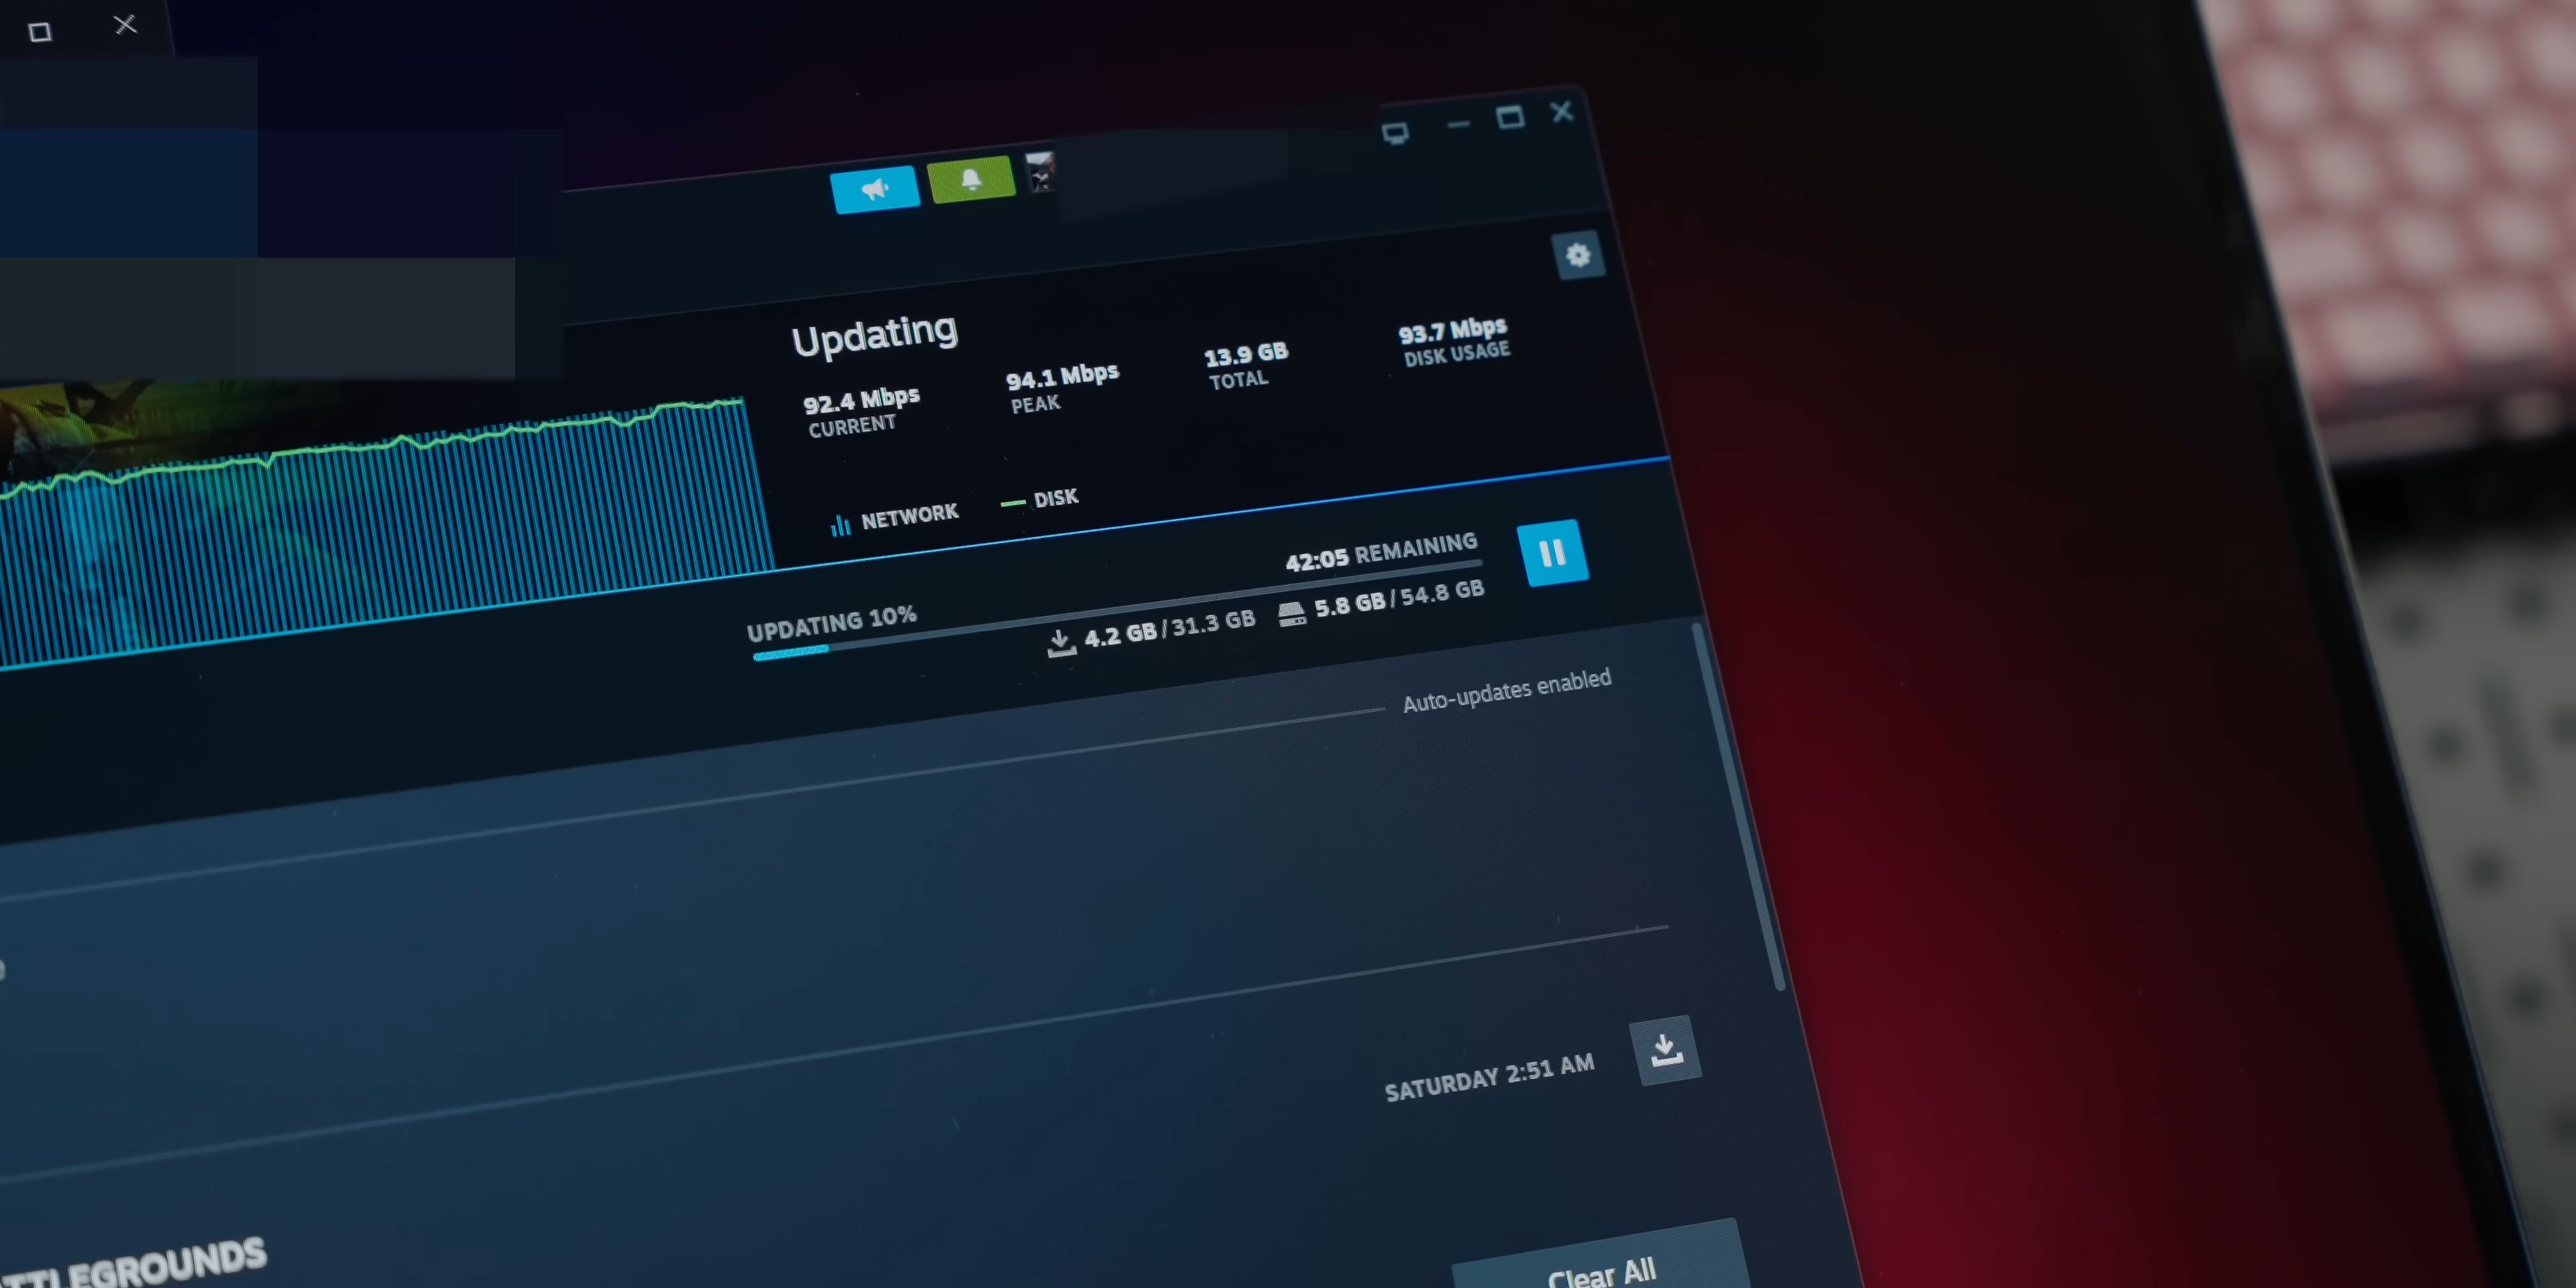 Updating
92.4 Mbps
CURRENT
94.1 Mbps
PEAK
13.9 GB
TOTAL
93.7 Mbps
DISK USAGE
NETWORK
DISK
42:05 REMAINING
UPDATING 10%
4.2 GB / 31.3 GB
5.8 GB / 54.8 GB
Auto-updates enabled
SATURDAY 2:51 AM
TTLEGROUNDS
Clear All